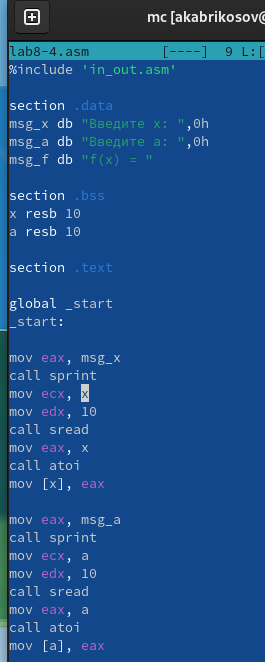 mc [akabrikosov@
lab8-4.asm [----] 9 L:[
%include 'in_out.asm'
section .data
msg_x db "Введите x: ",0h
msg_a db "Введите a: ",0h
msg_f db "f(x) = "
section .bss
x resb 10
a resb 10
section .text
global _start
_start:
mov eax, msg_x
call sprint
mov ecx, x
mov edx, 10
call sread
mov eax, x
call atoi
mov [x], eax
mov eax, msg_a
call sprint
mov ecx, a
mov edx, 10
call sread
mov eax, a
call atoi
mov [a], eax